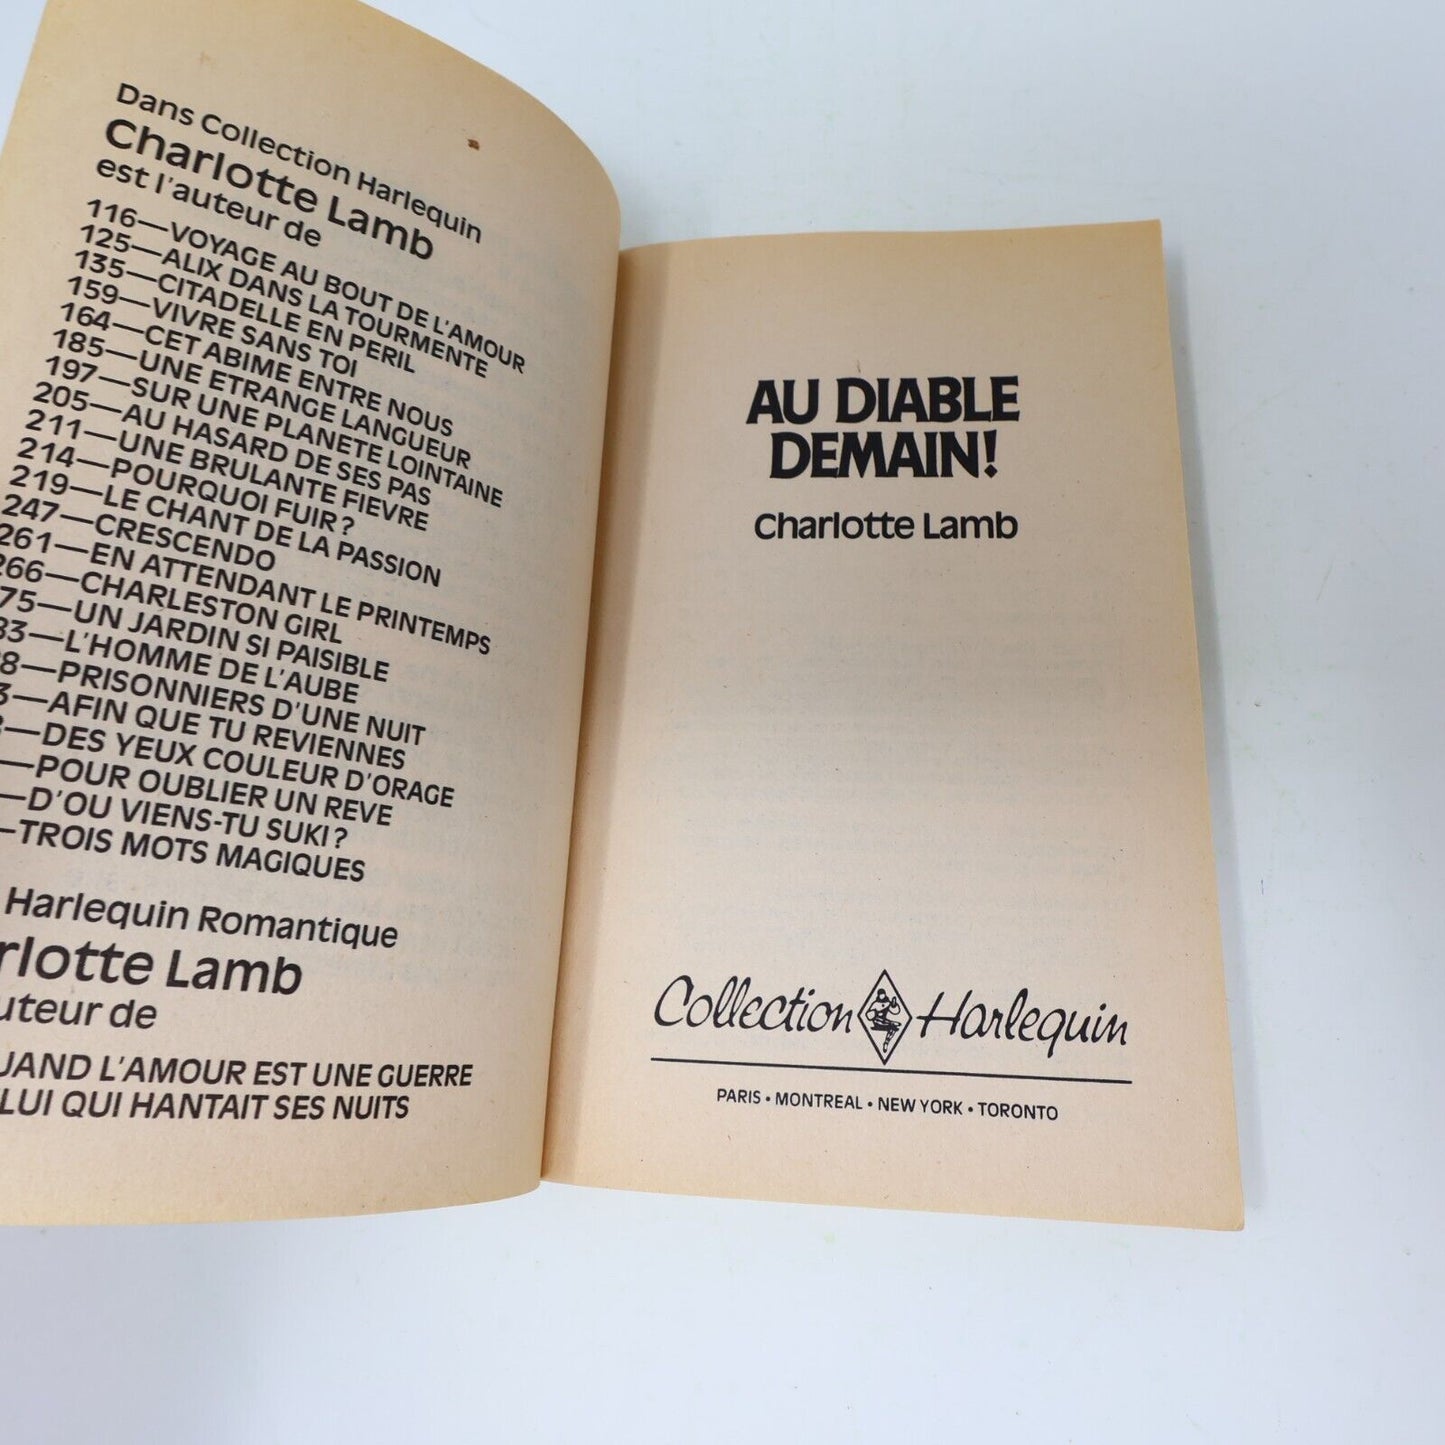 Dans Collection Harlequin
Charlotte Lamb
est l'auteur de
116—VOYAGE AU BOUT DE L'AMOUR
125—ALIX DANS LA TOURMENTE
135—CITADELLE EN PERIL
159—VIVRE SANS TOI
164—CET ABIME ENTRE NOUS
185—UNE ETRANGE LANGUEUR
197—SUR UNE PLANETE LOINTAINE
205—AU HASARD DE SES PAS
211—UNE BRULANTE FIEVRE
214—POURQUOI FUIR?
219—LE CHANT DE LA PASSION
247—CRESCENDO
261—EN ATTENDANT LE PRINTEMPS
266—CHARLESTON GIRL
75—UN JARDIN SI PAISIBLE
83—L'HOMME DE L'AUBE
8—PRISONNIERS D'UNE NUIT
3—AFIN QUE TU REVIENNES
—DES YEUX COULEUR D'ORAGE
—POUR OUBLIER UN REVE
—D'OU VIENS-TU SUKI?
—TROIS MOTS MAGIQUES
Harlequin Romantique
rlotte Lamb
uteur de
UAND L'AMOUR EST UNE GUERRE
LUI QUI HANTAIT SES NUITS
AU DIABLE
DEMAIN!
Charlotte Lamb
Collection Harlequin
PARIS • MONTREAL • NEW YORK • TORONTO